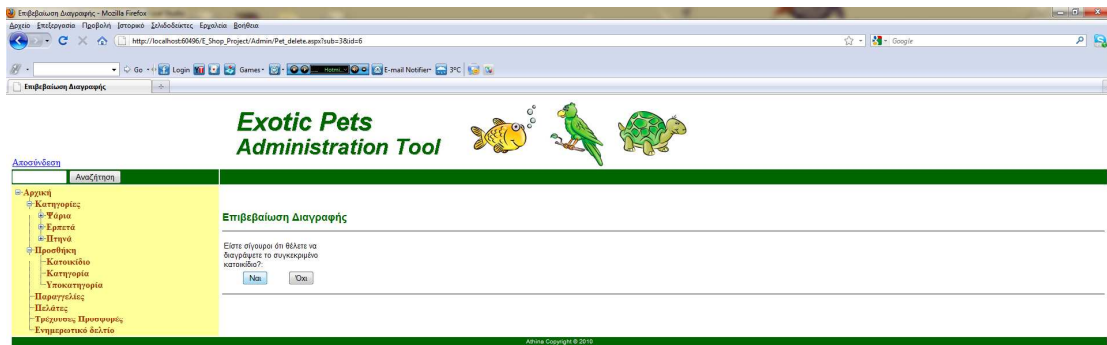 Επιβεβαίωση Διαγραφής - Mozilla Firefox
Αρχείο Επεξεργασία Προβολή Ιστορικό Σελιδοδείκτες Εργαλεία Βοήθεια
http://localhost:60496/E_Shop_Project/Admin/Pet_delete.aspx?sub=3&id=6
Google
Go Login Games E-mail Notifier 3°C
Επιβεβαίωση Διαγραφής
Exotic Pets
Administration Tool
Αποσύνδεση
Αναζήτηση
Αρχική
Κατηγορίες
Ψάρια
Ερπετά
Πτηνά
Προσθήκη
Κατοικίδιο
Κατηγορία
Υποκατηγορία
Παραγγελίες
Πελάτες
Τρέχουσες Προσφορές
Ενημερωτικό δελτίο
Επιβεβαίωση Διαγραφής
Είστε σίγουροι ότι θέλετε να
διαγράψετε το συγκεκριμένο
κατοικίδιο?:
Ναι Όχι
Athina Copyright © 2010